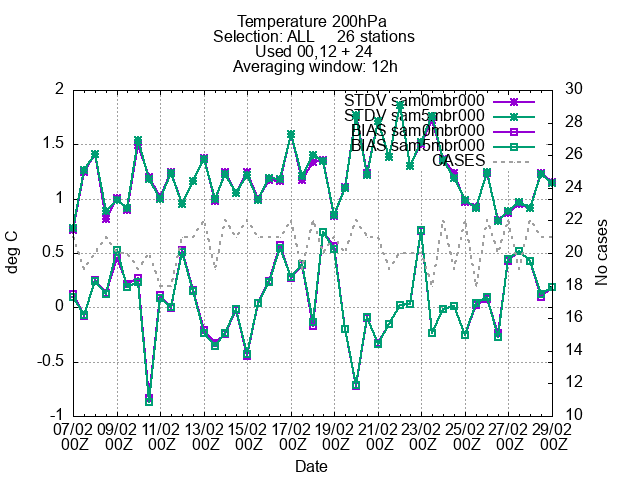 Temperature 200hPa
Selection: ALL 26 stations
Used 00,12 + 24
Averaging window: 12h
STDV sam0mbr000
STDV sam5mbr000
BIAS sam0mbr000
BIAS sam5mbr000
CASES
2
1.5
1
0.5
0
-0.5
-1
deg C
30
28
26
24
22
20
18
16
14
12
10
No cases
07/02 09/02 11/02 13/02 15/02 17/02 19/02 21/02 23/02 25/02 27/02 29/02
00Z 00Z 00Z 00Z 00Z 00Z 00Z 00Z 00Z 00Z 00Z 00Z
Date